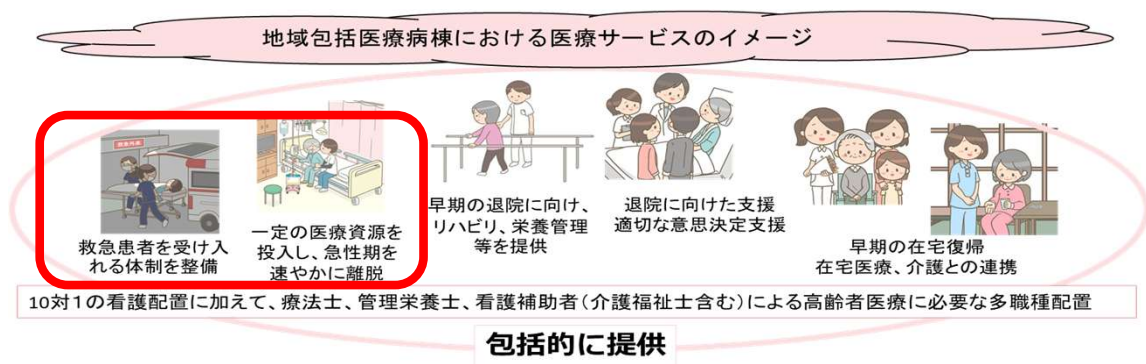 地域包括医療病棟における医療サービスのイメージ
救急患者を受け入
れる体制を整備
一定の医療資源を
投入し、急性期を
速やかに離脱
早期の退院に向け、
リハビリ、栄養管理
等を提供
退院に向けた支援
適切な意思決定支援
早期の在宅復帰
在宅医療、介護との連携
10対1の看護配置に加えて、療法士、管理栄養士、看護補助者(介護福祉士含む)による高齢者医療に必要な多職種配置
包括的に提供